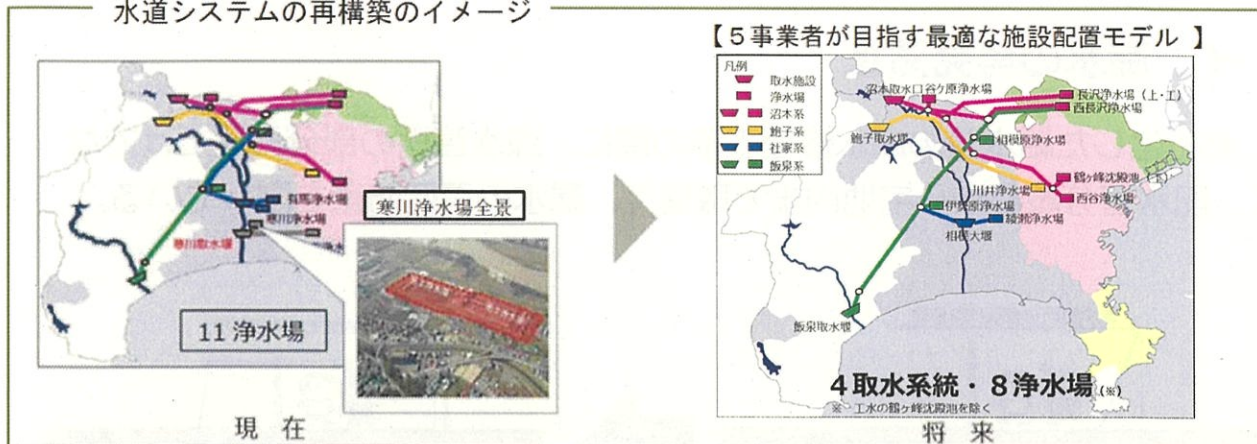 水道システムの再構築のイメージ
【5事業者が目指す最適な施設配置モデル】
有馬浄水場
寒川浄水場
寒川取水堰
寒川浄水場全景
11浄水場
現 在
凡例
取水施設
浄水場
沼本系
鮑子系
社家系
飯泉系
沼本取水口
谷ケ原浄水場
長沢浄水場(上・工)
西長沢浄水場
鮑子取水堰
相模原浄水場
鶴ヶ峰沈殿池(工)
川井浄水場
西谷浄水場
伊勢原浄水場
綾瀬浄水場
相模大堰
飯泉取水堰
4取水系統・8浄水場(※)
※ 工水の鶴ヶ峰沈殿池を除く
将 来